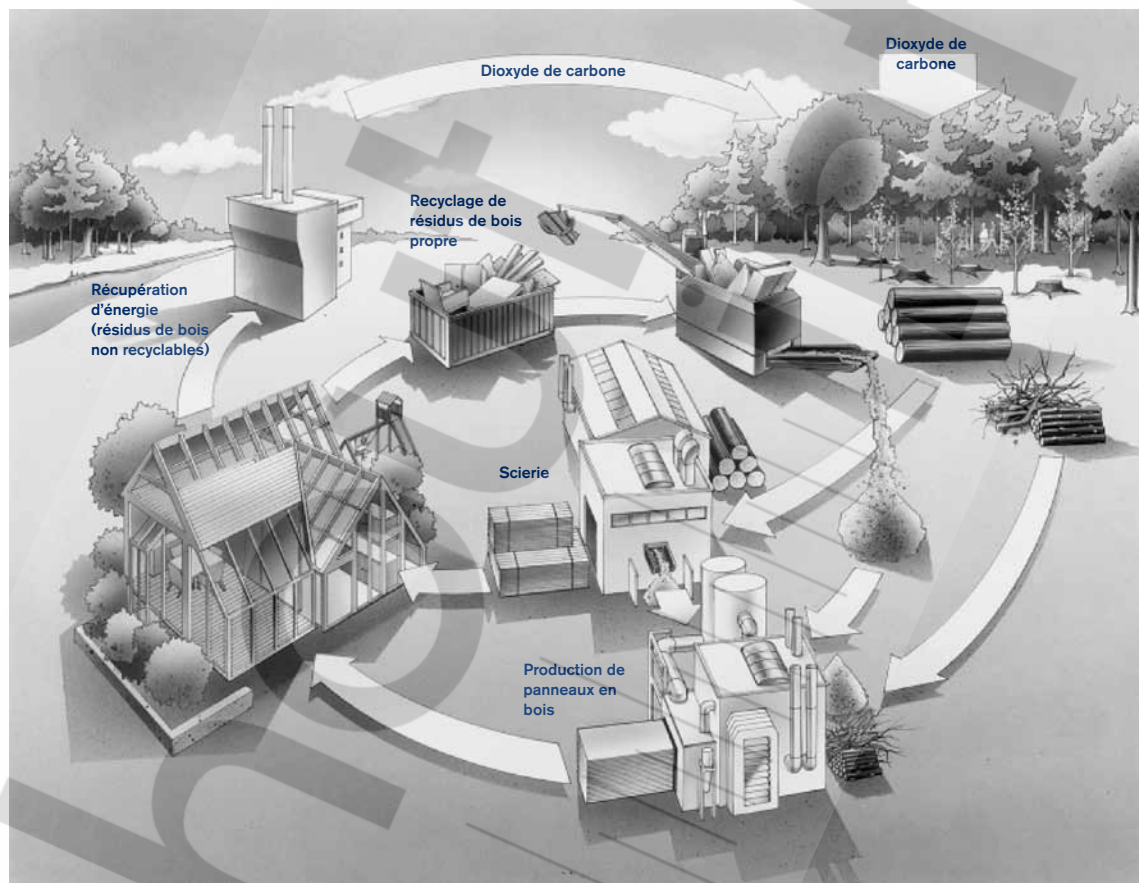 Dioxyde de carbone
Dioxyde de
carbone
Recyclage de
résidus de bois
propre
Récupération
d'énergie
(résidus de bois
non recyclables)
Scierie
Production de
panneaux en
bois